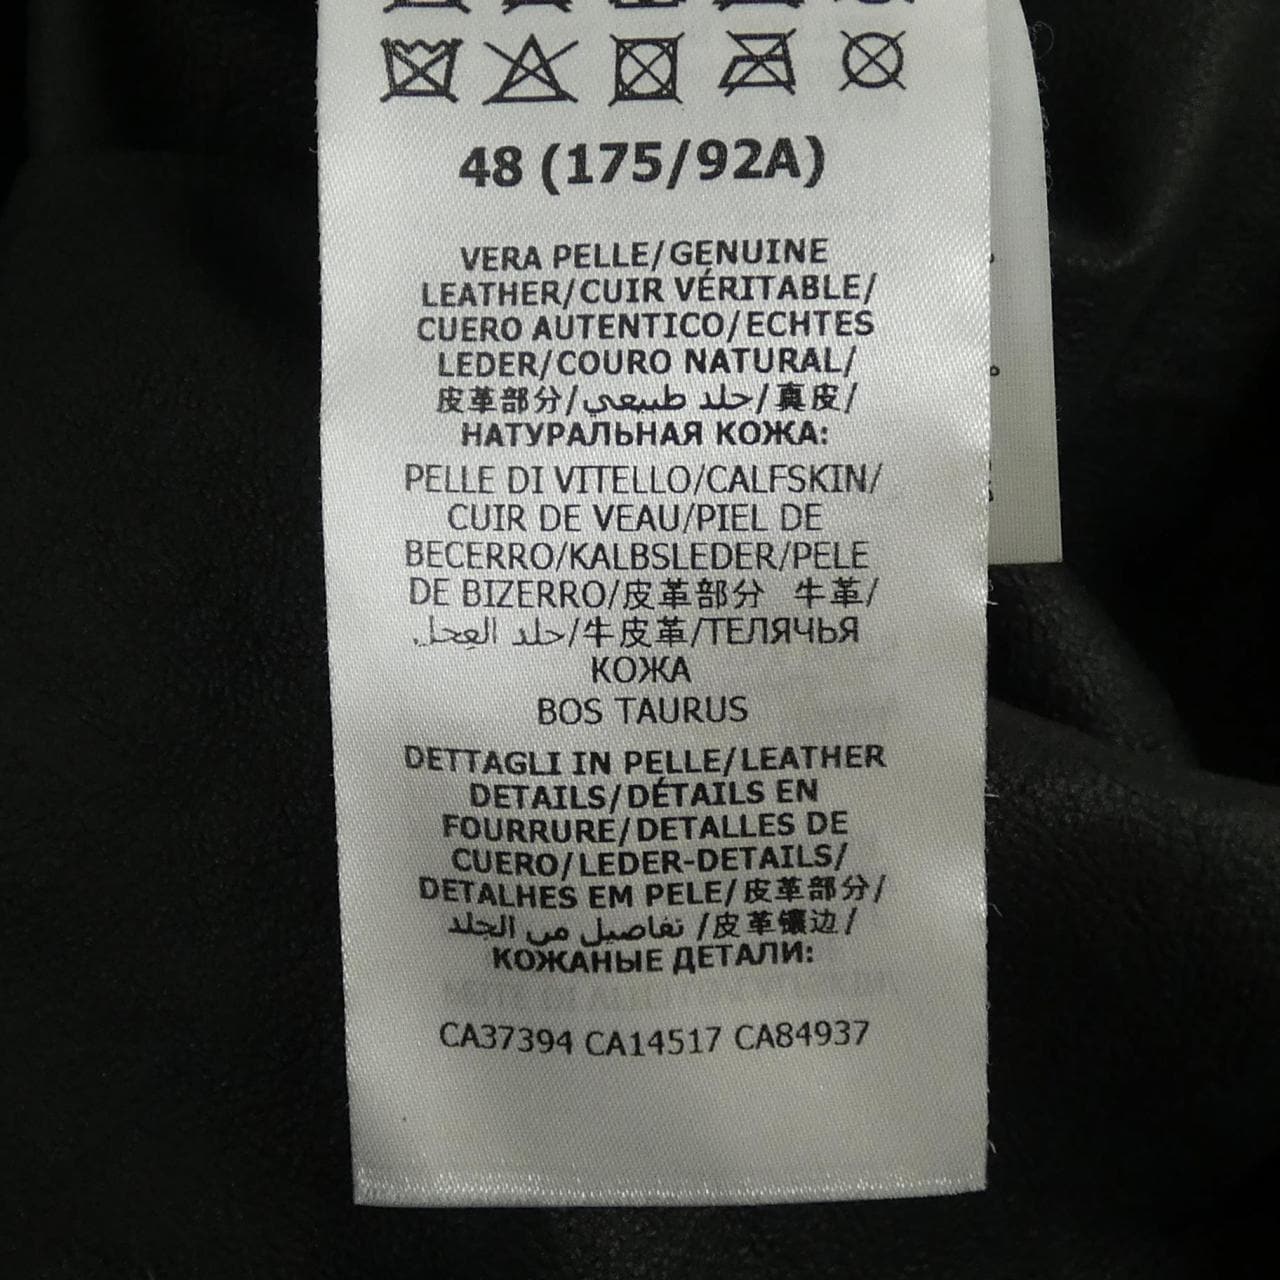 48 (175/92A)
VERA PELLE/GENUINE
LEATHER/CUIR VÉRITABLE/
CUERO AUTENTICO/ECHTES
LEDER/COURO NATURAL/
皮革部分/جلد طبيعي/真皮/
НАТУРАЛЬНАЯ КОЖА:
PELLE DI VITELLO/CALFSKIN/
CUIR DE VEAU/PIEL DE
BECERRO/KALBSLEDER/PELE
DE BIZERRO/皮革部分 牛革/
جلد العجل/牛皮革/ТЕЛЯЧЬЯ
КОЖА
BOS TAURUS
DETTAGLI IN PELLE/LEATHER
DETAILS/DÉTAILS EN
FOURRURE/DETALLES DE
CUERO/LEDER-DETAILS/
DETALHES EM PELE/皮革部分/
تفاصيل من الجلد /皮革镶边/
КОЖАНЫЕ ДЕТАЛИ:
CA37394 CA14517 CA84937